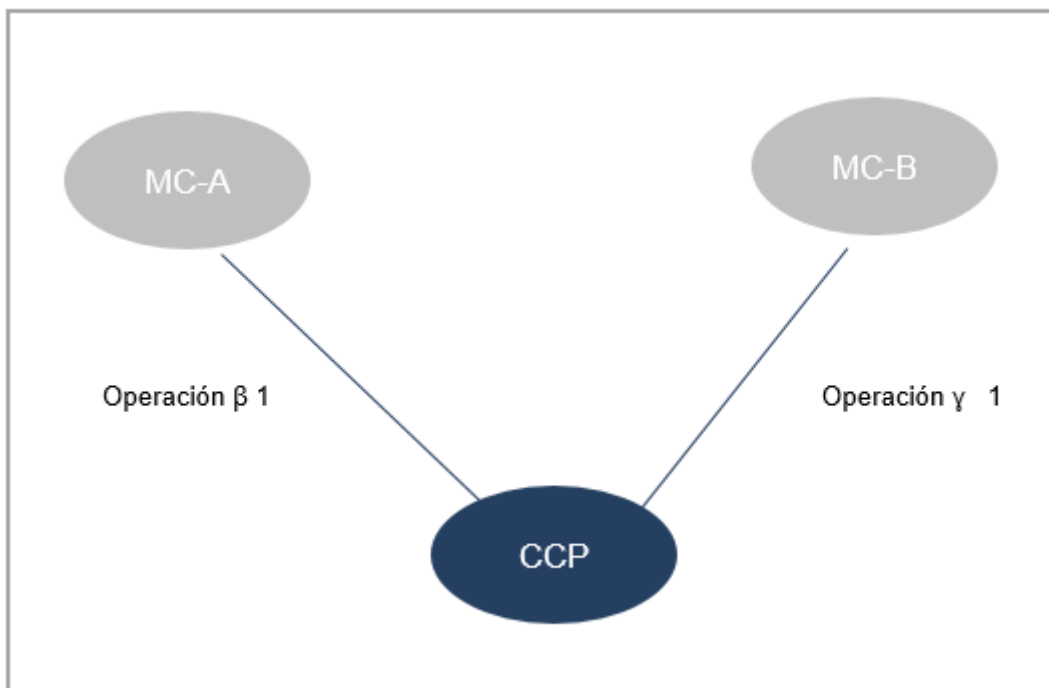 MC-A
MC-B
Operación β 1
Operación ɣ 1
CCP